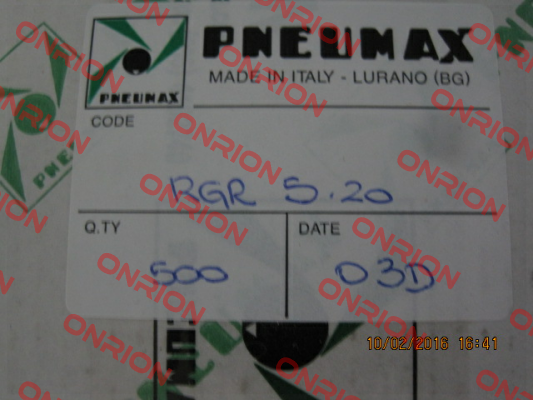 PNEUMAX
PNEUMAX
MADE IN ITALY - LURANO (BG)
CODE
RGR 5.20
Q.TY
500
DATE
03D
10/02/2016 16:41
ONRION